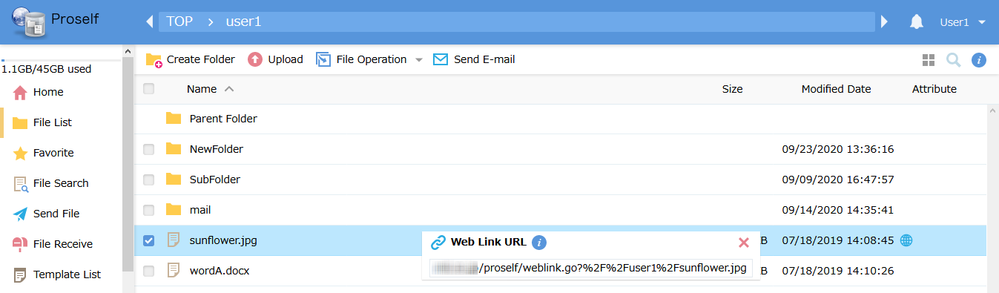 Proself
TOP > user1
User1
1.1GB/45GB used
Home
File List
Favorite
File Search
Send File
File Receive
Template List
Create Folder Upload File Operation Send E-mail
Name Size Modified Date Attribute
Parent Folder
NewFolder 09/23/2020 13:36:16
SubFolder 09/09/2020 16:47:57
mail 09/14/2020 14:35:41
sunflower.jpg B 07/18/2019 14:08:45
wordA.docx B 07/18/2019 14:10:26
Web Link URL i
/proself/weblink.go?%2F%2Fuser1%2Fsunflower.jpg